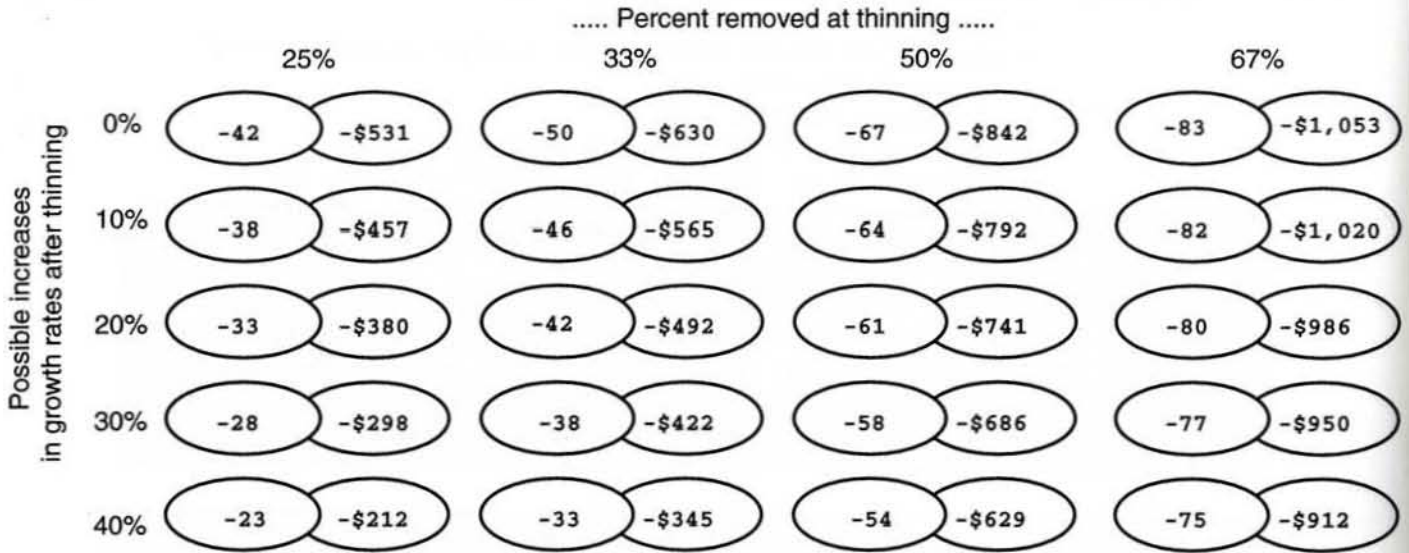 ..... Percent removed at thinning .....
25% 33% 50% 67%
Possible increases
in growth rates after thinning
0% -42 -$531 -50 -$630 -67 -$842 -83 -$1,053
10% -38 -$457 -46 -$565 -64 -$792 -82 -$1,020
20% -33 -$380 -42 -$492 -61 -$741 -80 -$986
30% -28 -$298 -38 -$422 -58 -$686 -77 -$950
40% -23 -$212 -33 -$345 -54 -$629 -75 -$912